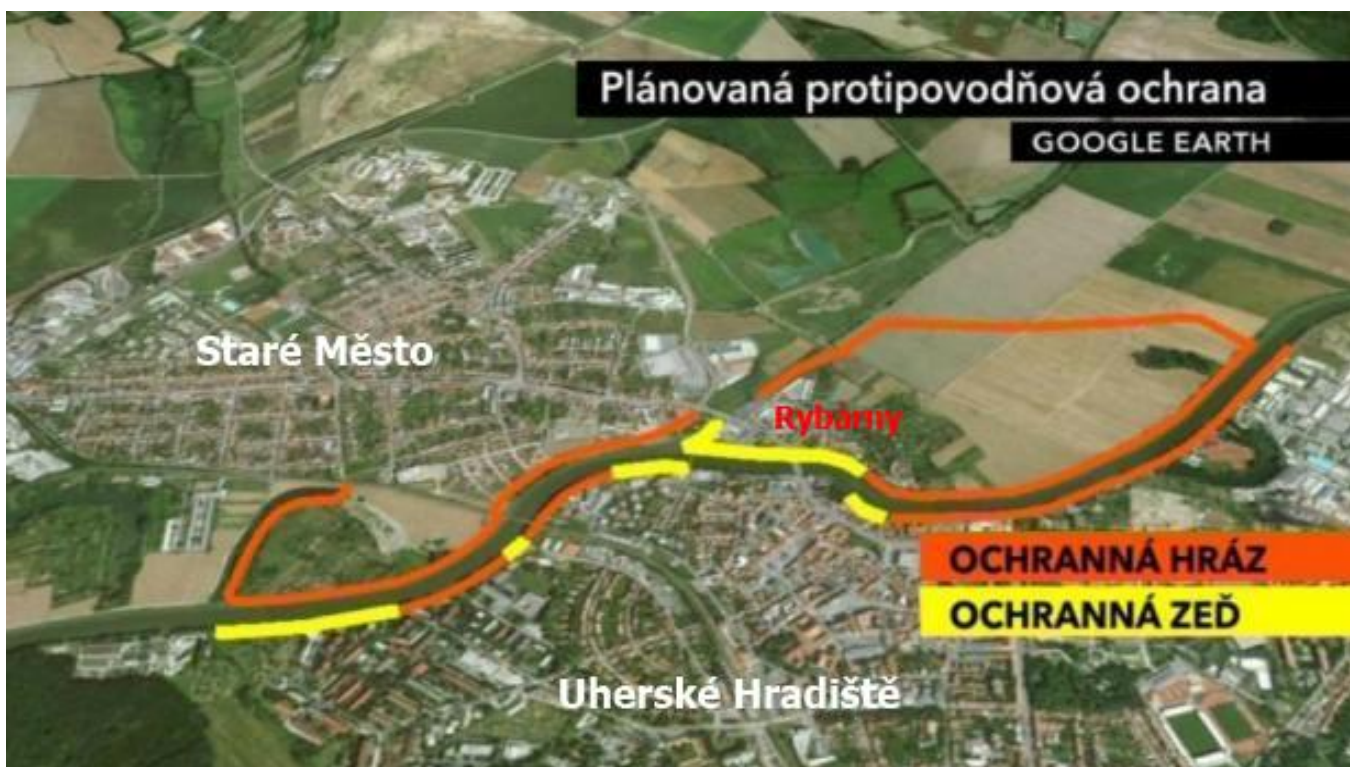 Plánovaná protipovodňová ochrana
GOOGLE EARTH
Staré Město
Rybárny
OCHRANNÁ HRÁZ
OCHRANNÁ ZEĎ
Uherské Hradiště